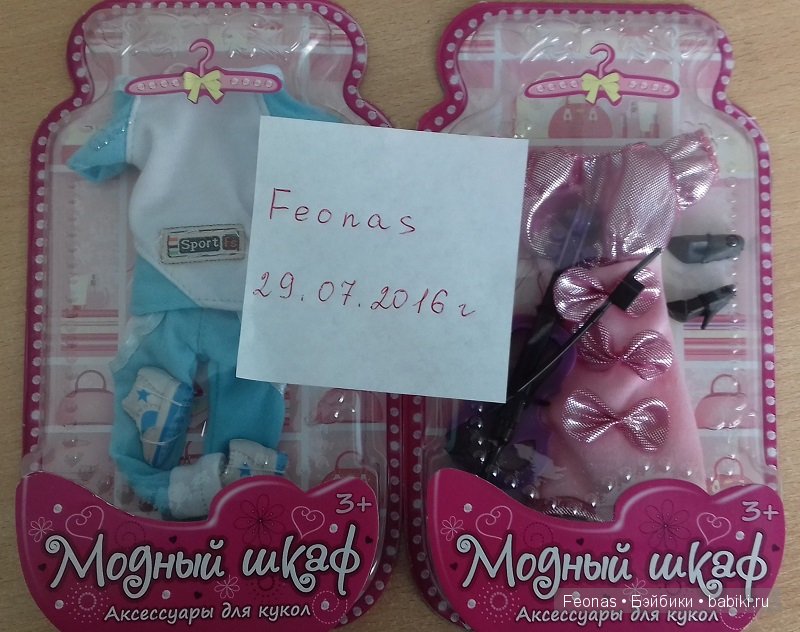 Feonas
29.07.2016 г
Sport
3+
Модный шкаф
Аксессуары для кукол
3+
Модный шкаф
Аксессуары для кукол
Feonas • Бэйбики • babiki.ru